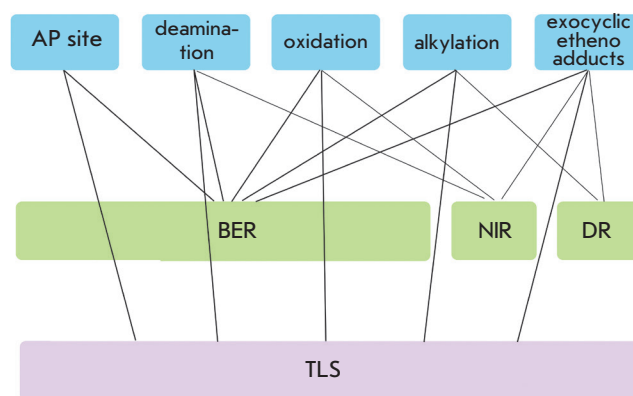 AP site
deamina-
tion
oxidation
alkylation
exocyclic
etheno
adducts
BER
NIR
DR
TLS